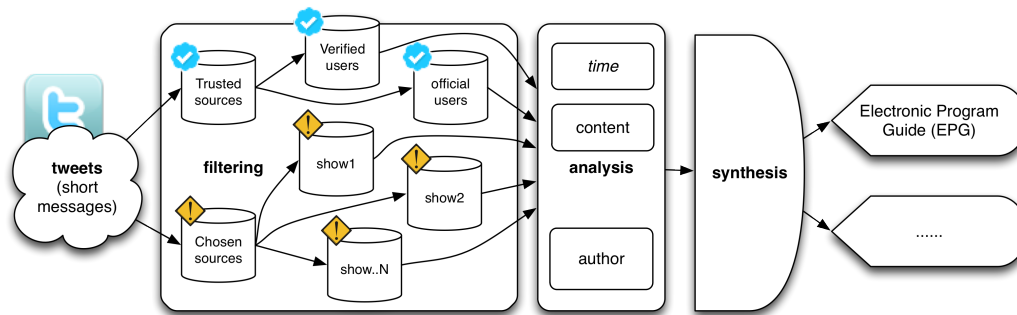 tweets
(short
messages)
filtering
Trusted
sources
Verified
users
official
users
show1
show2
Chosen
sources
show..N
time
content
analysis
author
synthesis
Electronic Program
Guide (EPG)
......